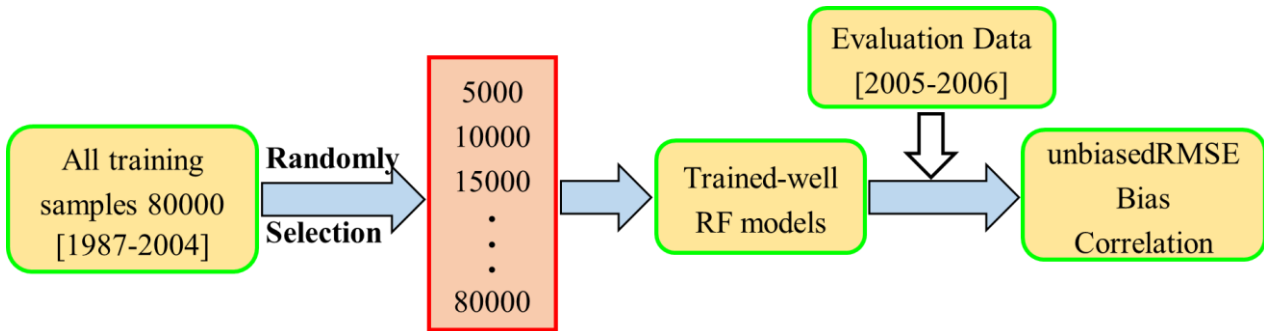 All training
samples 80000
[1987-2004]
Randomly
Selection
5000
10000
15000
.
.
.
80000
Trained-well
RF models
Evaluation Data
[2005-2006]
unbiasedRMSE
Bias
Correlation